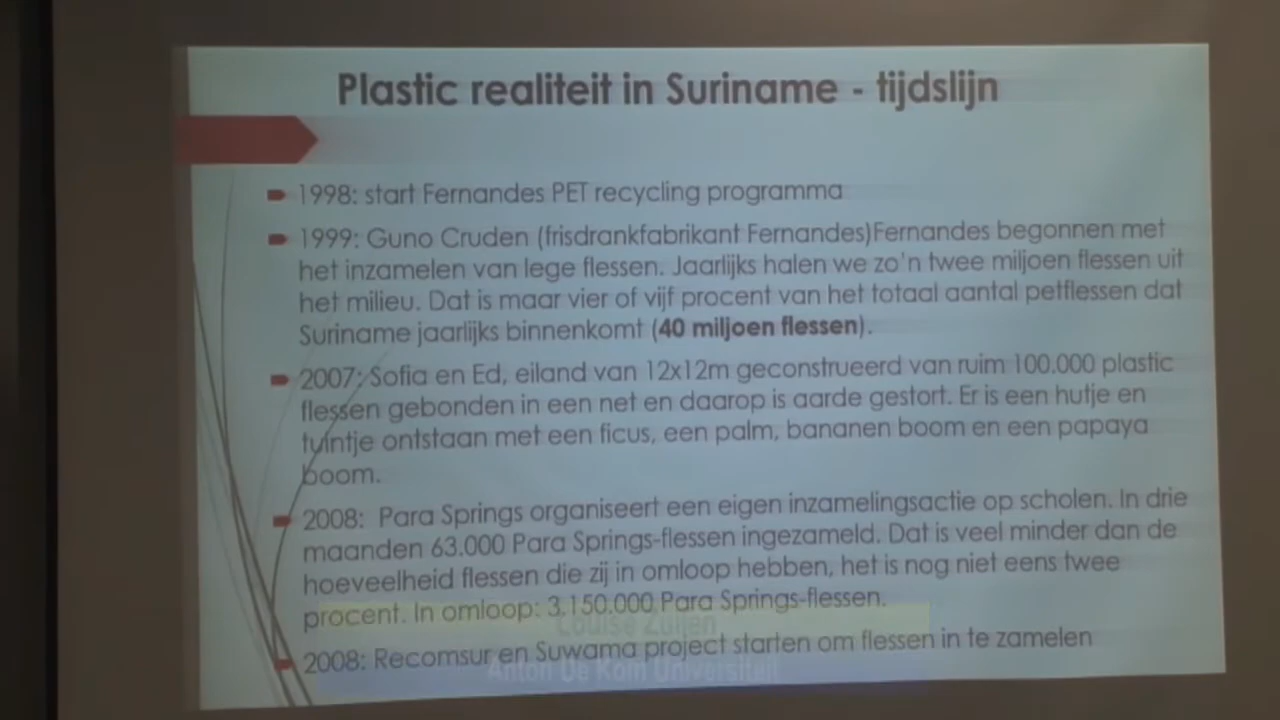 Plastic realiteit in Suriname - tijdslijn
1998: start Fernandes PET recycling programma
1999: Guno Cruden (frisdrankfabrikant Fernandes)Fernandes begonnen met
het inzamelen van lege flessen. Jaarlijks halen we zo'n twee miljoen flessen uit
het milieu. Dat is maar vier of vijf procent van het totaal aantal petflessen dat
Suriname jaarlijks binnenkomt (40 miljoen flessen).
2007: Sofia en Ed, eiland van 12x12m geconstrueerd van ruim 100.000 plastic
flessen gebonden in een net en daarop is aarde gestort. Er is een hutje en
tuintje ontstaan met een ficus, een palm, bananen boom en een papaya
boom.
2008: Para Springs organiseert een eigen inzamelingsactie op scholen. In drie
maanden 63.000 Para Springs-flessen ingezameld. Dat is veel minder dan de
hoeveelheid flessen die zij in omloop hebben, het is nog niet eens twee
procent. In omloop: 3.150.000 Para Springs-flessen.
Louise Zuijen
2008: Recomsur en Suwama project starten om flessen in te zamelen
Anton De Kom Universiteit